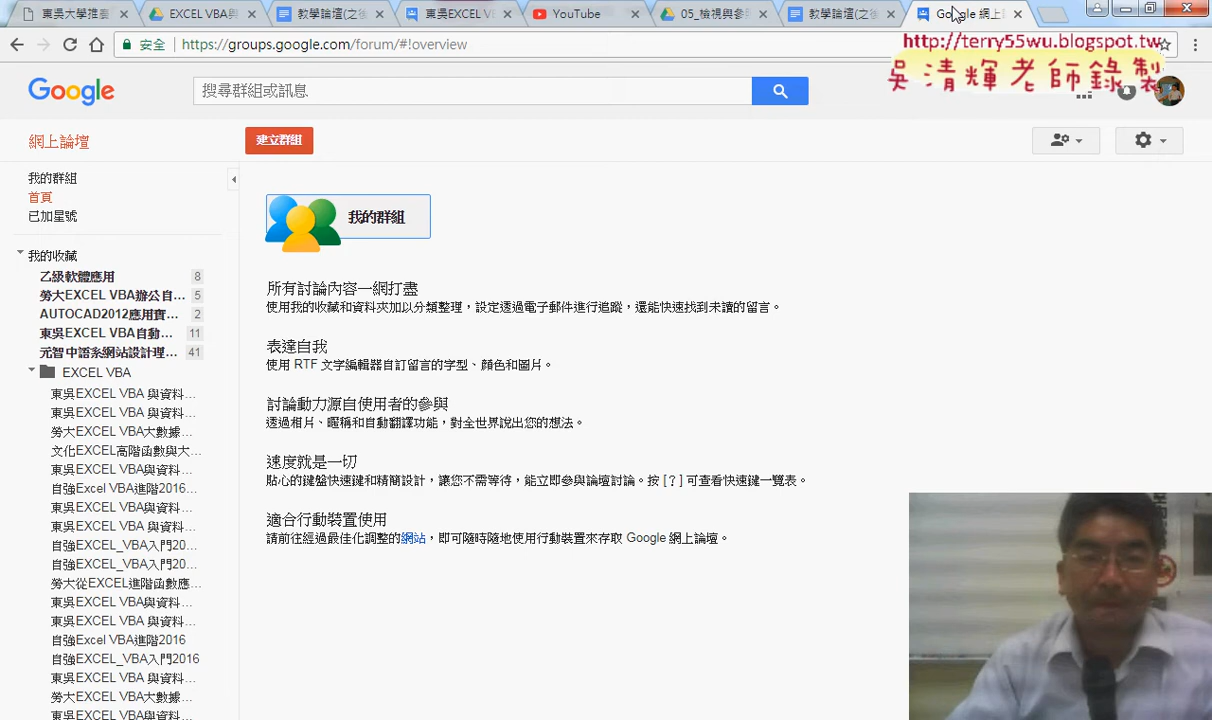 東吳大學推廣
EXCEL VBA與
教學論壇(之後
東吳EXCEL V
YouTube
05_檢視與參
教學論壇(之後
Google 網上
安全 https://groups.google.com/forum/#!overview
http://terry55wu.blogspot.tw
吳清輝老師錄製
Google
搜尋群組或訊息
網上論壇
建立群組
我的群組
首頁
已加星號
我的收藏
乙級軟體應用 8
勞大EXCEL VBA辦公自... 5
AUTOCAD2012應用實... 2
東吳EXCEL VBA自動... 11
元智中語系網站設計理... 41
EXCEL VBA
東吳EXCEL VBA 與資料...
東吳EXCEL VBA 與資料...
勞大EXCEL VBA大數據...
文化EXCEL高階函數與大...
東吳EXCEL VBA與資料...
自強Excel VBA進階2016...
東吳EXCEL VBA與資料...
東吳EXCEL VBA 與資料...
自強EXCEL_VBA入門20...
自強EXCEL_VBA入門20...
勞大從EXCEL進階函數應...
東吳EXCEL VBA與資料...
東吳EXCEL VBA與資料...
自強Excel VBA進階2016
自強EXCEL_VBA入門2016
東吳EXCEL VBA 與資料...
勞大EXCEL VBA大數據...
東吳EXCEL VBA與資料...
我的群組
所有討論內容一網打盡
使用我的收藏和資料夾加以分類整理，設定透過電子郵件進行追蹤，還能快速找到未讀的留言。
表達自我
使用 RTF 文字編輯器自訂留言的字型、顏色和圖片。
討論動力源自使用者的參與
透過相片、暱稱和自動翻譯功能，對全世界說出您的想法。
速度就是一切
貼心的鍵盤快速鍵和精簡設計，讓您不需等待，能立即參與論壇討論。按 [？] 可查看快速鍵一覽表。
適合行動裝置使用
請前往經過最佳化調整的網站，即可隨時隨地使用行動裝置來存取 Google 網上論壇。